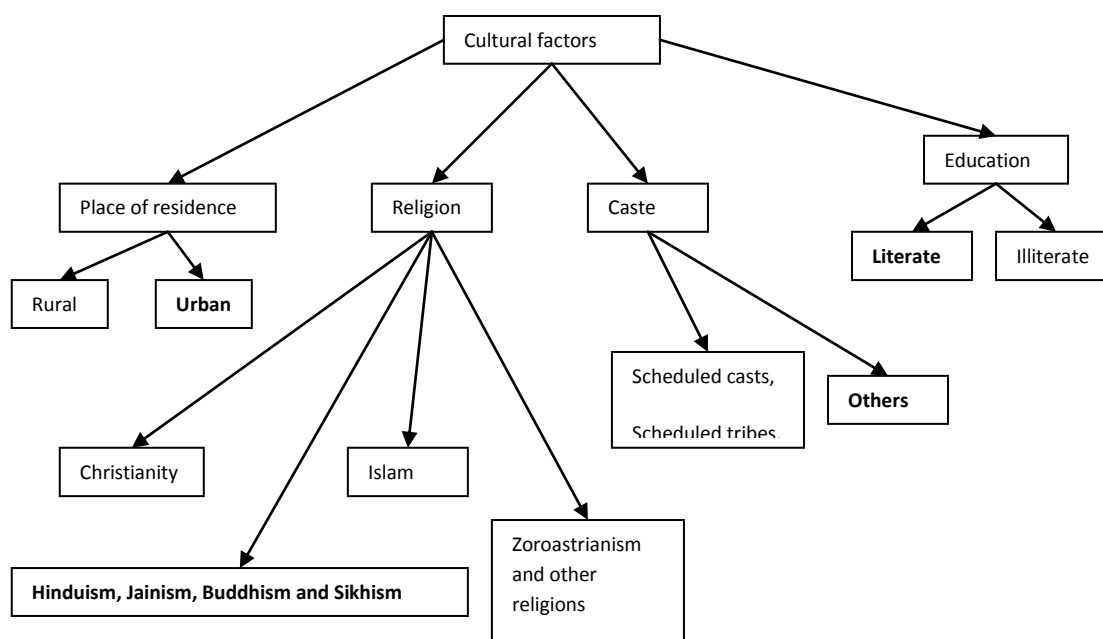 Cultural factors
Education
Place of residence
Religion
Caste
Literate
Illiterate
Rural
Urban
Scheduled casts,
Scheduled tribes,
Others
Christianity
Islam
Zoroastrianism
and other
religions
Hinduism, Jainism, Buddhism and Sikhism